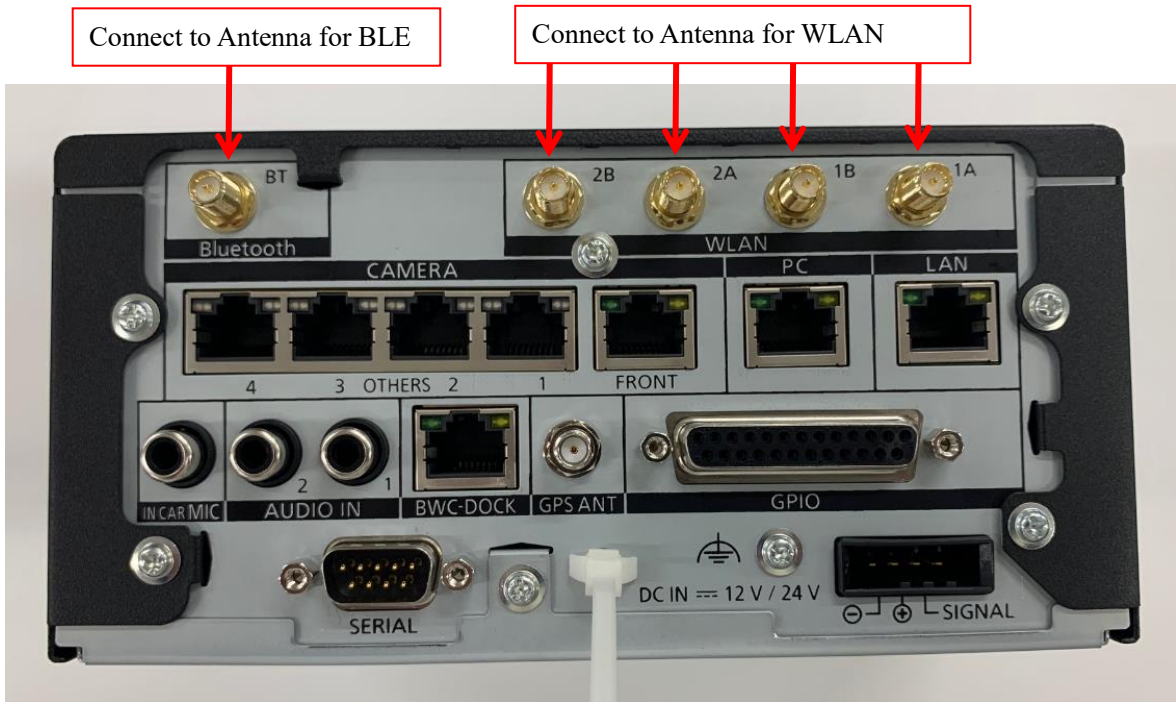 Connect to Antenna for BLE
Connect to Antenna for WLAN
BT
2B
2A
1B
1A
Bluetooth
WLAN
CAMERA
PC
LAN
4 3 OTHERS 2 1
FRONT
2 1
IN CAR MIC
AUDIO IN
BWC-DOCK
GPS ANT
GPIO
DC IN ⎓ 12 V / 24 V
⊖ ⊕ SIGNAL
SERIAL